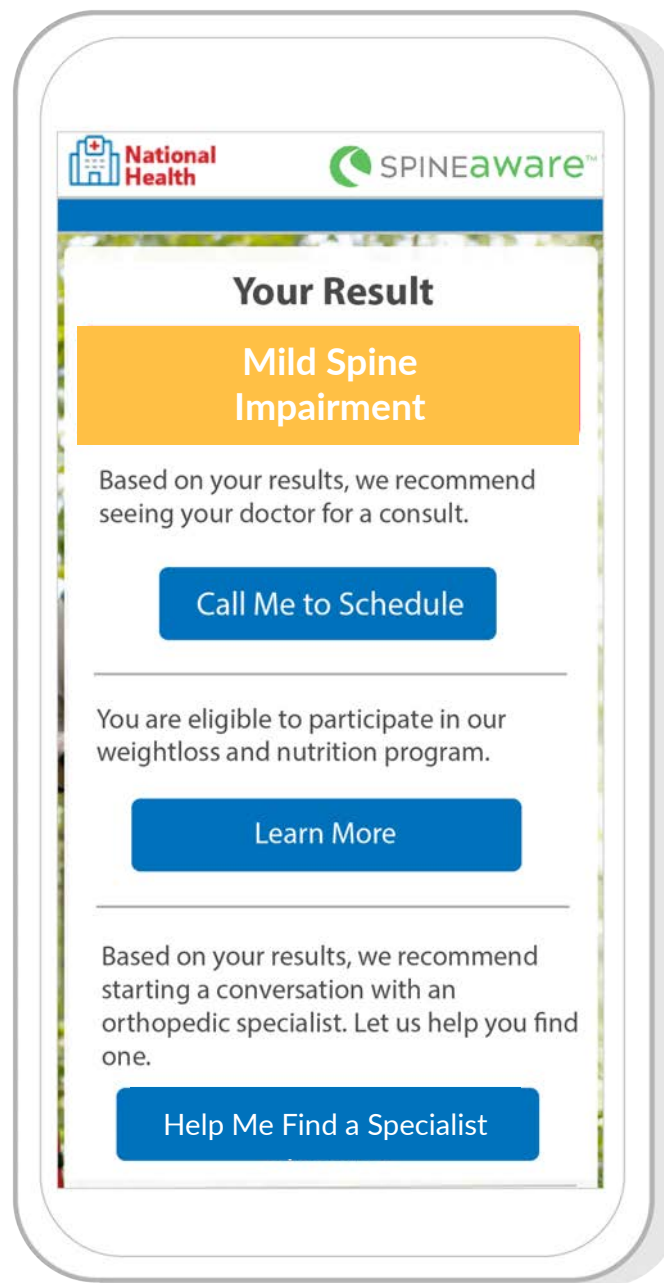 National
Health
SPINEaware™
Your Result
Mild Spine
Impairment
Based on your results, we recommend
seeing your doctor for a consult.
Call Me to Schedule
You are eligible to participate in our
weightloss and nutrition program.
Learn More
Based on your results, we recommend
starting a conversation with an
orthopedic specialist. Let us help you find
one.
Help Me Find a Specialist